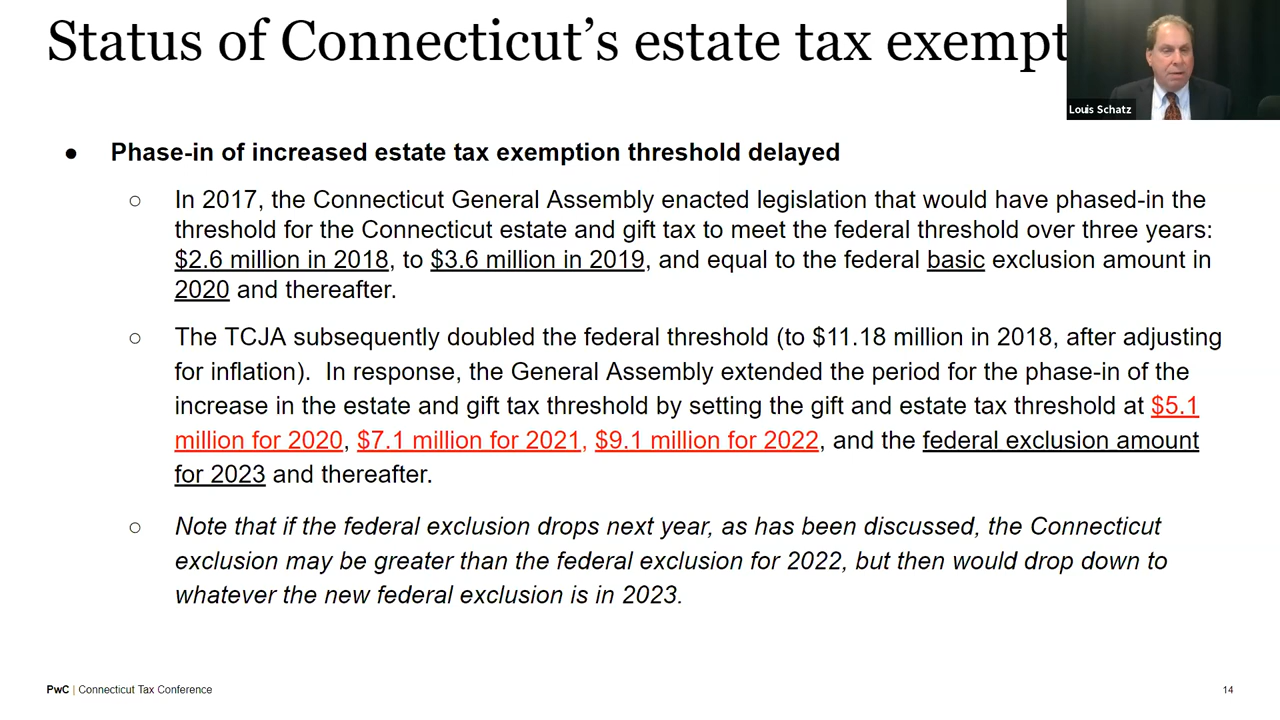 Status of Connecticut’s estate tax exempt
Louis Schatz
● Phase-in of increased estate tax exemption threshold delayed
○ In 2017, the Connecticut General Assembly enacted legislation that would have phased-in the
threshold for the Connecticut estate and gift tax to meet the federal threshold over three years:
$2.6 million in 2018, to $3.6 million in 2019, and equal to the federal basic exclusion amount in
2020 and thereafter.
○ The TCJA subsequently doubled the federal threshold (to $11.18 million in 2018, after adjusting
for inflation).  In response, the General Assembly extended the period for the phase-in of the
increase in the estate and gift tax threshold by setting the gift and estate tax threshold at $5.1
million for 2020, $7.1 million for 2021, $9.1 million for 2022, and the federal exclusion amount
for 2023 and thereafter.
○ Note that if the federal exclusion drops next year, as has been discussed, the Connecticut
exclusion may be greater than the federal exclusion for 2022, but then would drop down to
whatever the new federal exclusion is in 2023.
PwC | Connecticut Tax Conference
14